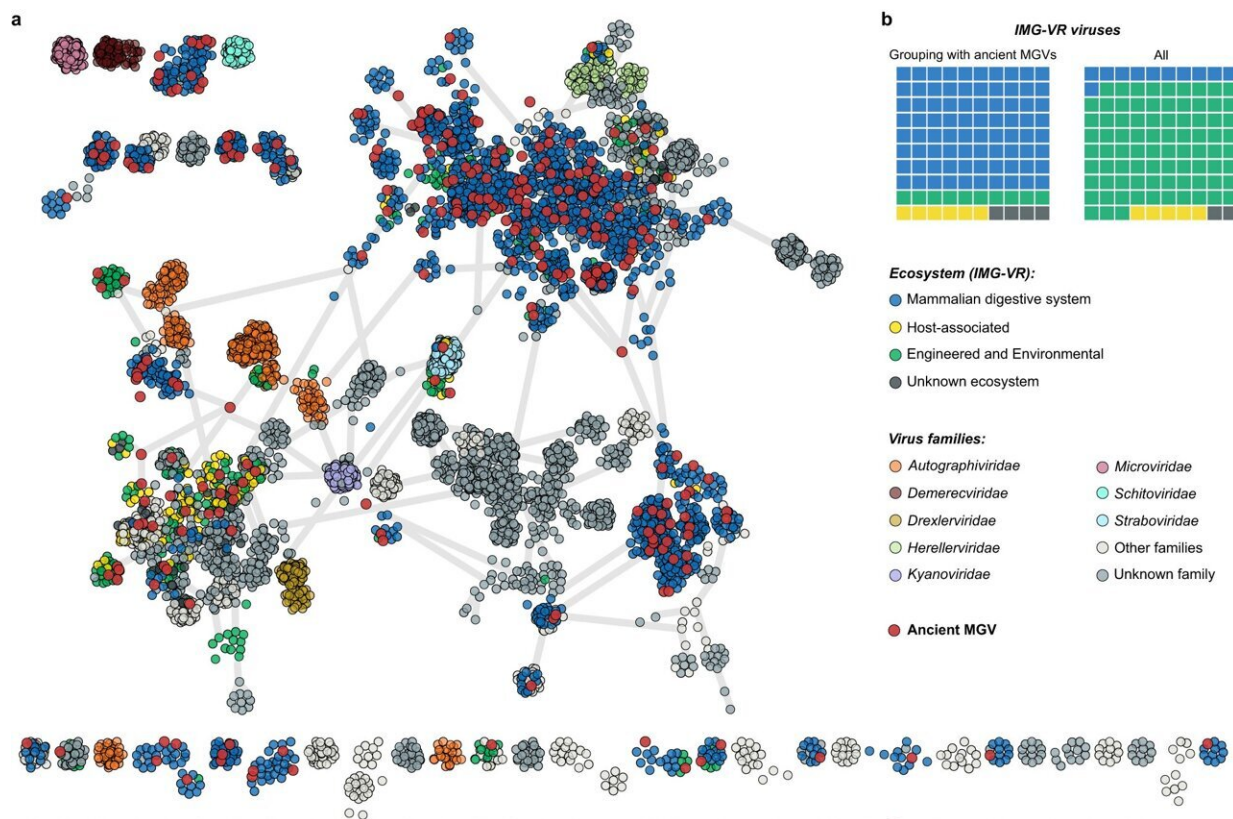 a
b
IMG-VR viruses
Grouping with ancient MGVs
All
Ecosystem (IMG-VR):
Mammalian digestive system
Host-associated
Engineered and Environmental
Unknown ecosystem
Virus families:
Autographiviridae
Demerecviridae
Drexlerviridae
Herellerviridae
Kyanoviridae
Microviridae
Schitoviridae
Straboviridae
Other families
Unknown family
Ancient MGV